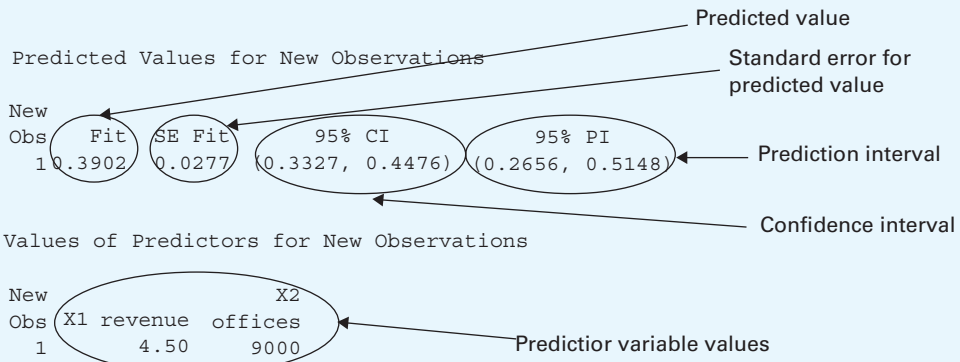 Predicted value
Predicted Values for New Observations
Standard error for
predicted value
New
Obs Fit SE Fit 95% CI 95% PI
1 0.3902 0.0277 (0.3327, 0.4476) (0.2656, 0.5148)
Prediction interval
Confidence interval
Values of Predictors for New Observations
New X2
Obs X1 revenue offices
1 4.50 9000
Predictior variable values